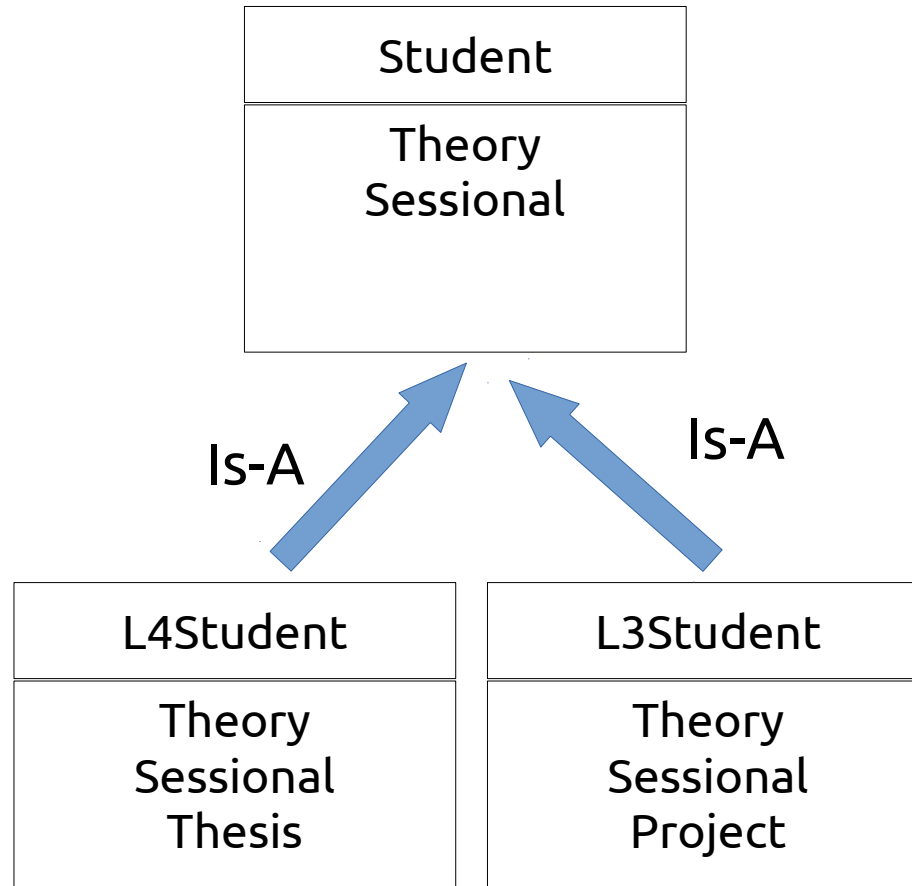 Student
Theory
Sessional
Is-A
Is-A
L4Student
Theory
Sessional
Thesis
L3Student
Theory
Sessional
Project